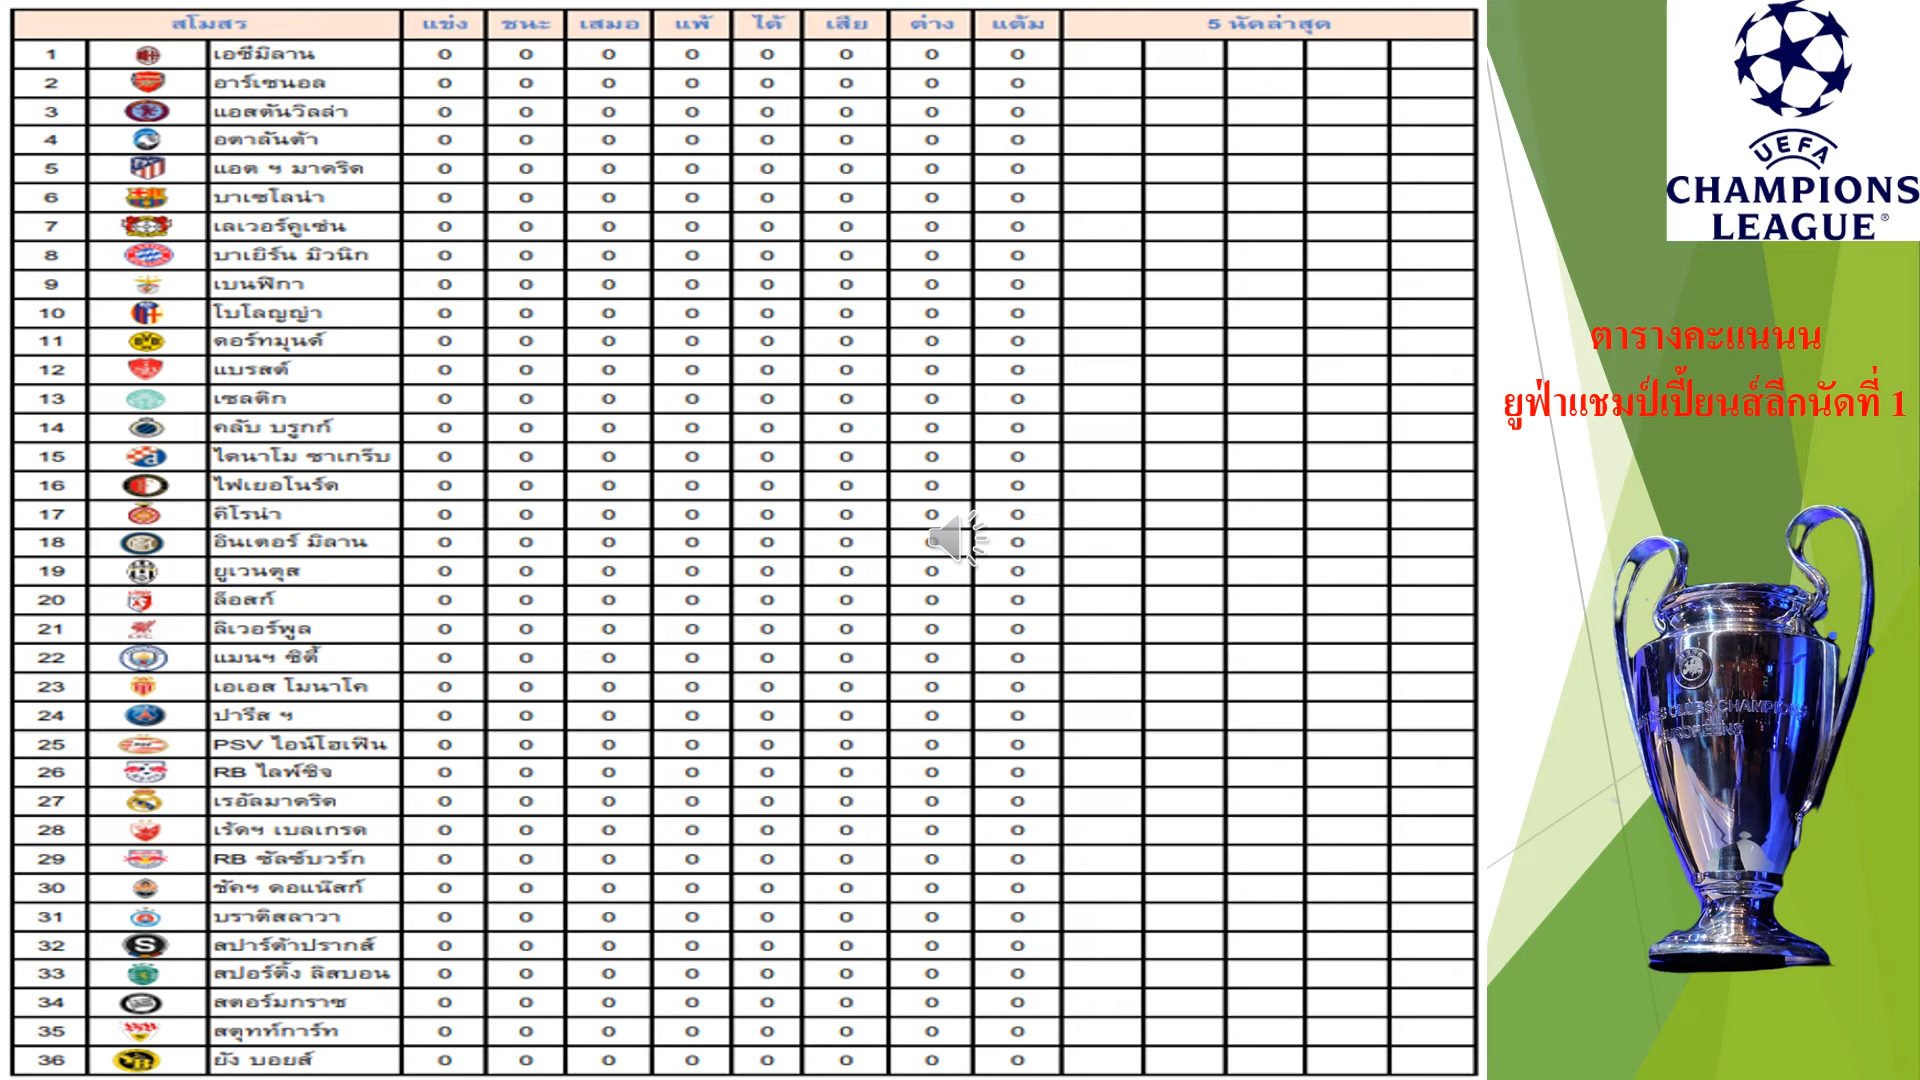 สโมสร แข่ง ชนะ เสมอ แพ้ ได้ เสีย ต่าง แต้ม 5 นัดล่าสุด
1 เอซีมิลาน 0 0 0 0 0 0 0 0
2 อาร์เซนอล 0 0 0 0 0 0 0 0
3 แอสตันวิลล่า 0 0 0 0 0 0 0 0
4 อตาลันต้า 0 0 0 0 0 0 0 0
5 แอต ฯ มาดริด 0 0 0 0 0 0 0 0
6 บาเซโลน่า 0 0 0 0 0 0 0 0
7 เลเวอร์คูเซ่น 0 0 0 0 0 0 0 0
8 บาเยิร์น มิวนิก 0 0 0 0 0 0 0 0
9 เบนฟิกา 0 0 0 0 0 0 0 0
10 โบโลญญ่า 0 0 0 0 0 0 0 0
11 ดอร์ทมุนด์ 0 0 0 0 0 0 0 0
12 แบรสต์ 0 0 0 0 0 0 0 0
13 เซลติก 0 0 0 0 0 0 0 0
14 คลับ บรูกก์ 0 0 0 0 0 0 0 0
15 ไดนาโม ซาเกร็บ 0 0 0 0 0 0 0 0
16 ไฟเยอโนร์ด 0 0 0 0 0 0 0 0
17 คิโรน่า 0 0 0 0 0 0 0 0
18 อินเตอร์ มิลาน 0 0 0 0 0 0 0
19 ยูเวนตุส 0 0 0 0 0 0 0 0
20 ล็อสก์ 0 0 0 0 0 0 0 0
21 ลิเวอร์พูล 0 0 0 0 0 0 0 0
22 แมนฯ ซิตี้ 0 0 0 0 0 0 0 0
23 เอเอส โมนาโค 0 0 0 0 0 0 0 0
24 ปารีส ฯ 0 0 0 0 0 0 0 0
25 PSV ไอน์โฮเฟ่น 0 0 0 0 0 0 0 0
26 RB ไลพ์ซิจ 0 0 0 0 0 0 0 0
27 เรอัลมาดริด 0 0 0 0 0 0 0 0
28 เร้ดฯ เบลเกรด 0 0 0 0 0 0 0 0
29 RB ซัลซ์บวร์ก 0 0 0 0 0 0 0 0
30 ชัคฯ ดอแน็สก์ 0 0 0 0 0 0 0 0
31 บราติสลาวา 0 0 0 0 0 0 0 0
32 สปาร์ต้าปรากส์ 0 0 0 0 0 0 0 0
33 สปอร์ติ้ง ลิสบอน 0 0 0 0 0 0 0 0
34 สตอร์มกราซ 0 0 0 0 0 0 0 0
35 สตุทท์การ์ท 0 0 0 0 0 0 0 0
36 ยัง บอยส์ 0 0 0 0 0 0 0 0
UEFA
CHAMPIONS
LEAGUE®
ตารางคะแนนน
ยูฟ่าแชมป์เปี้ยนส์ลีกนัดที่ 1